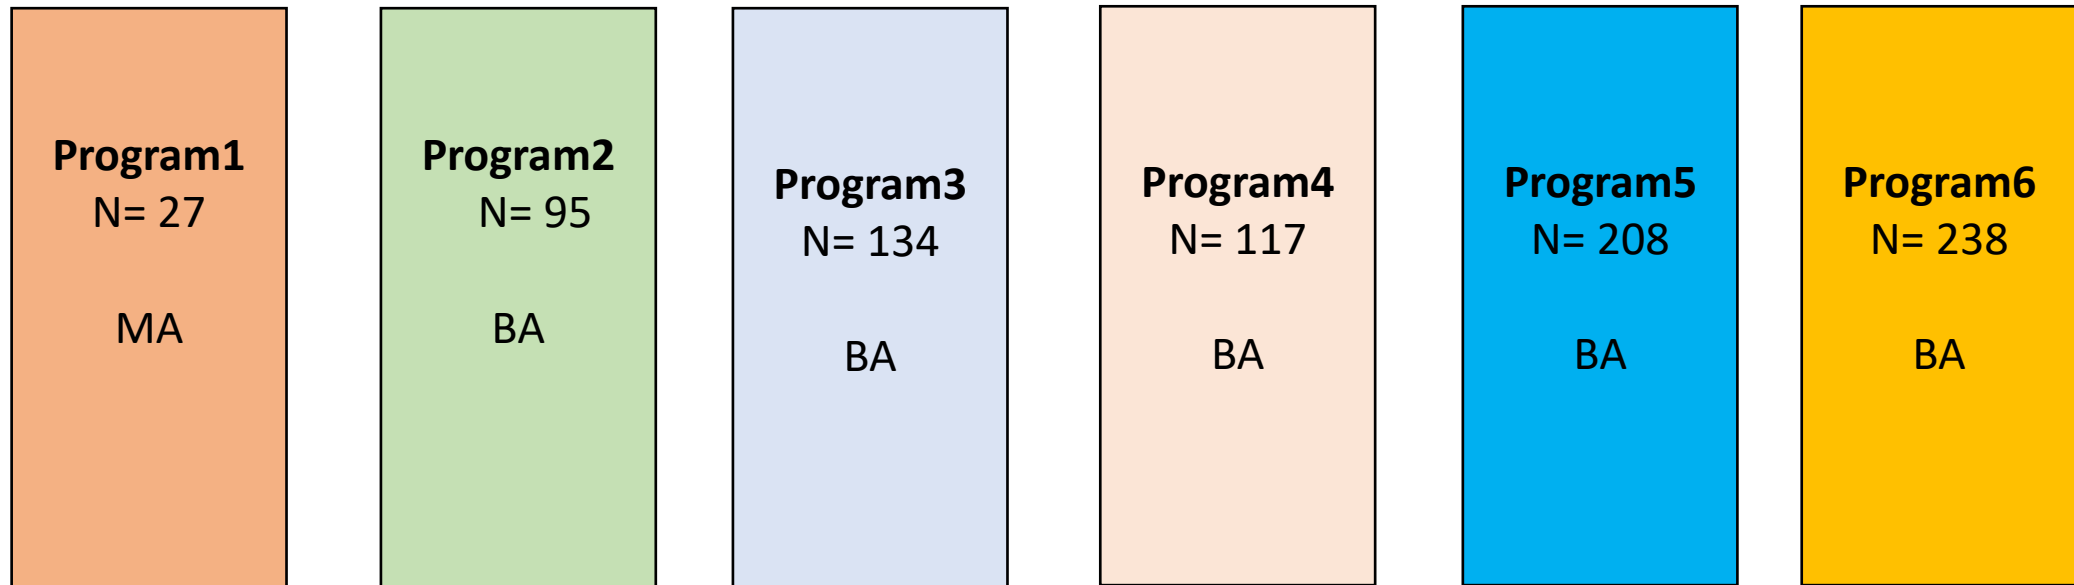 Program1
N= 27
MA
Program2
N= 95
BA
Program3
N= 134
BA
Program4
N= 117
BA
Program5
N= 208
BA
Program6
N= 238
BA